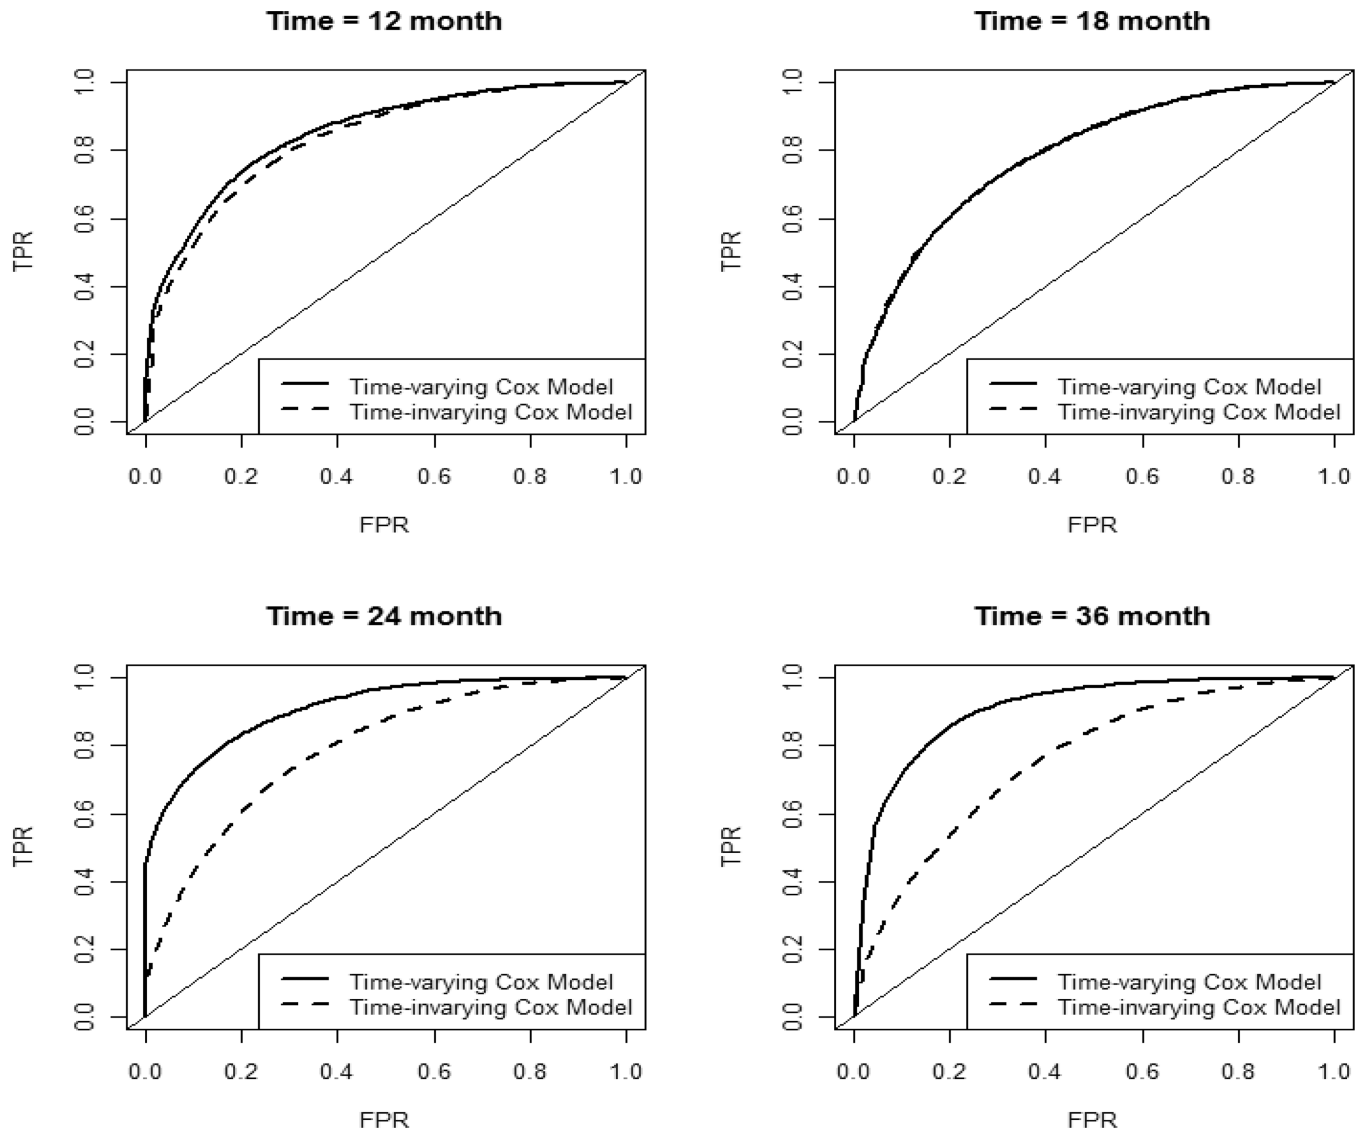 Time = 12 month
TPR
1.0
0.8
0.6
0.4
0.2
0.0
Time-varying Cox Model
Time-invarying Cox Model
0.0 0.2 0.4 0.6 0.8 1.0
FPR
Time = 18 month
TPR
1.0
0.8
0.6
0.4
0.2
0.0
Time-varying Cox Model
Time-invarying Cox Model
0.0 0.2 0.4 0.6 0.8 1.0
FPR
Time = 24 month
TPR
1.0
0.8
0.6
0.4
0.2
0.0
Time-varying Cox Model
Time-invarying Cox Model
0.0 0.2 0.4 0.6 0.8 1.0
FPR
Time = 36 month
TPR
1.0
0.8
0.6
0.4
0.2
0.0
Time-varying Cox Model
Time-invarying Cox Model
0.0 0.2 0.4 0.6 0.8 1.0
FPR